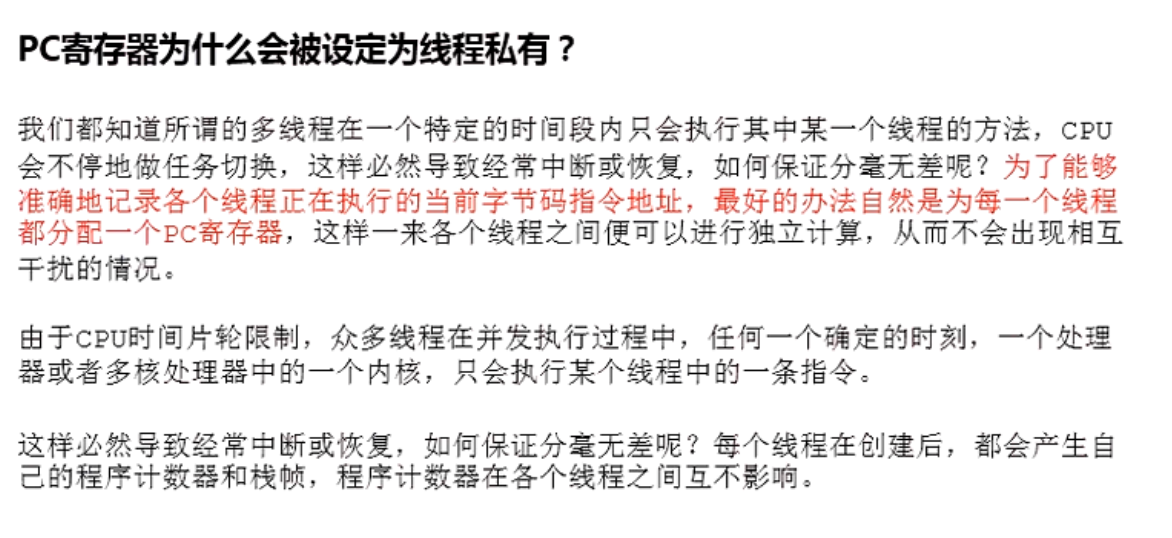 PC寄存器为什么会被设定为线程私有？
我们都知道所谓的多线程在一个特定的时间段内只会执行其中某一个线程的方法，CPU
会不停地做任务切换，这样必然导致经常中断或恢复，如何保证分毫无差呢？为了能够
准确地记录各个线程正在执行的当前字节码指令地址，最好的办法自然是为每一个线程
都分配一个PC寄存器，这样一来各个线程之间便可以进行独立计算，从而不会出现相互
干扰的情况。
由于CPU时间片轮限制，众多线程在并发执行过程中，任何一个确定的时刻，一个处理
器或者多核处理器中的一个内核，只会执行某个线程中的一条指令。
这样必然导致经常中断或恢复，如何保证分毫无差呢？每个线程在创建后，都会产生自
己的程序计数器和栈帧，程序计数器在各个线程之间互不影响。